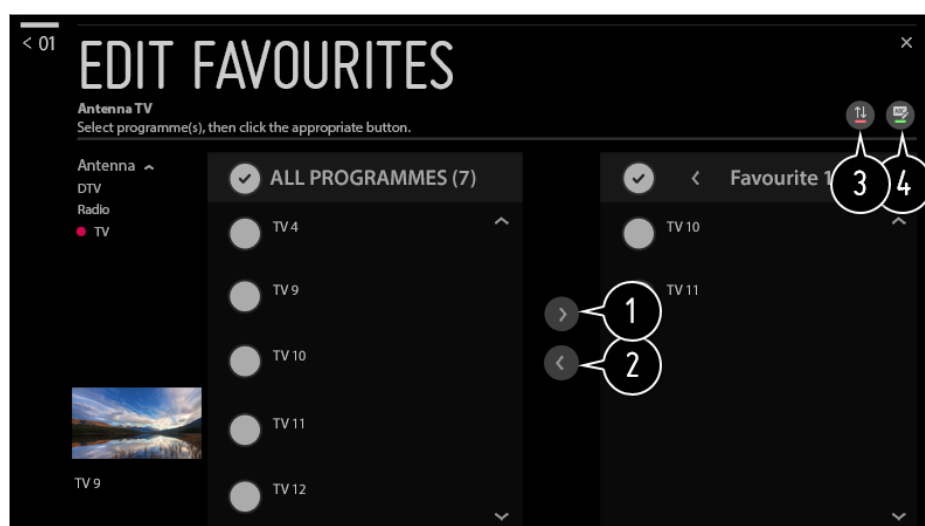 < 01
EDIT FAVOURITES
Antenna TV
Select programme(s), then click the appropriate button.
Antenna
DTV
Radio
TV
TV 9
ALL PROGRAMMES (7)
TV 4
TV 9
TV 10
TV 11
TV 12
Favourite 1
TV 10
TV 11
1
2
3
4